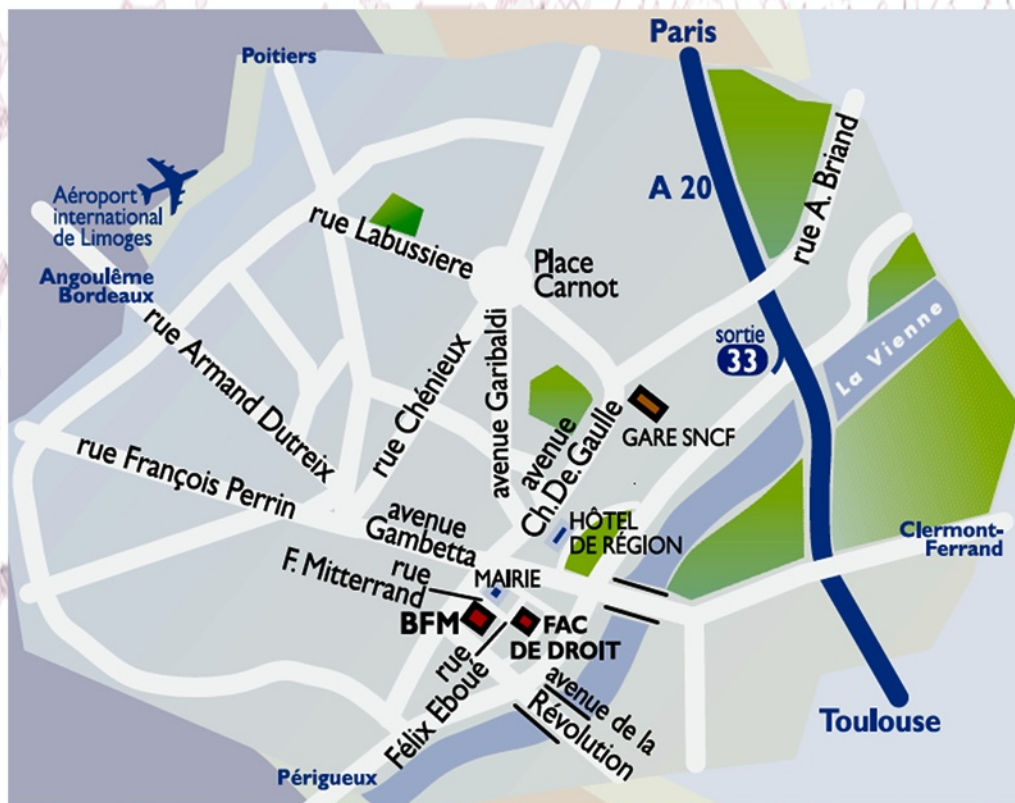 Paris
Poitiers
A 20
rue A. Briand
Aéroport
international
de Limoges
Angoulême
Bordeaux
rue Labussiere
Place
Carnot
sortie
33
La Vienne
rue Armand Dutreix
rue Chénieux
avenue Garibaldi
avenue
Ch.De.Gaulle
GARE SNCF
rue François Perrin
avenue
Gambetta
HÔTEL
DE RÉGION
Clermont-
Ferrand
rue
F. Mitterrand
MAIRIE
BFM
FAC
DE DROIT
rue
Félix Eboué
avenue de la
Révolution
Toulouse
Périgueux